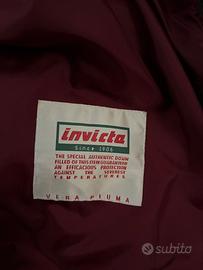 invicta
Since 1906
THE SPECIAL AUTHENTIC DOWN
FILLED OF THIS ITEM GUARANTEES
AN EFFICACIOUS PROTECTION
AGAINST THE SEVEREST
TEMPERATURES
VERA PIUMA
subito